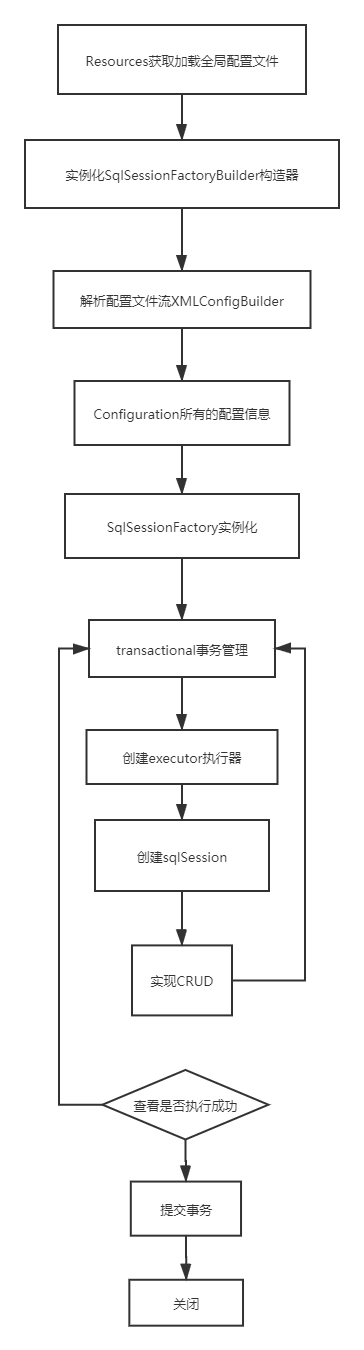 Resources获取加载全局配置文件
实例化SqlSessionFactoryBuilder构造器
解析配置文件流XMLConfigBuilder
Configuration所有的配置信息
SqlSessionFactory实例化
transactional事务管理
创建executor执行器
创建sqlSession
实现CRUD
查看是否执行成功
提交事务
关闭